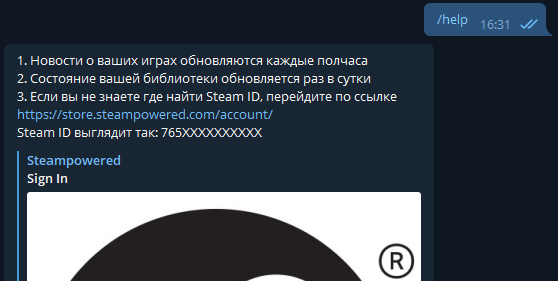 /help
16:31
1. Новости о ваших играх обновляются каждые полчаса
2. Состояние вашей библиотеки обновляется раз в сутки
3. Если вы не знаете где найти Steam ID, перейдите по ссылке
https://store.steampowered.com/account/
Steam ID выглядит так: 765XXXXXXXXXX
Steampowered
Sign In
®